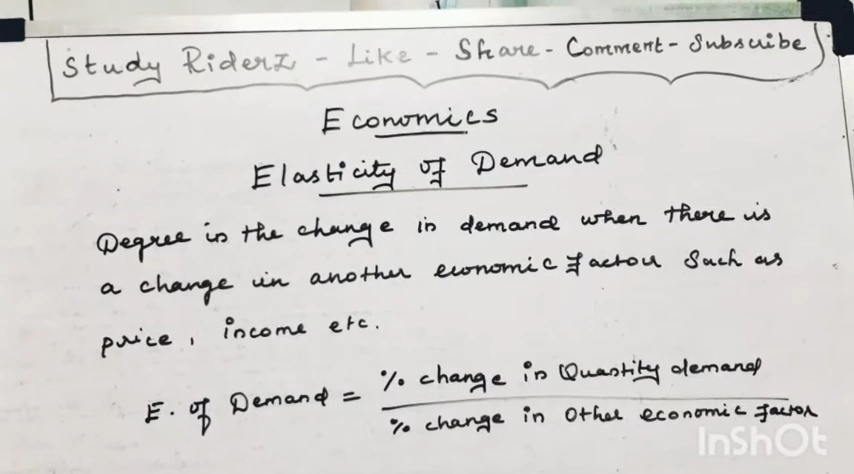 Study Riderz - Like - Share - Comment - Subscribe
Economics
Elasticity of Demand
Degree in the change in demand when there is
a change in another economic factor such as
price, income etc.
E. of Demand = % change in Quantity demand
% change in Other economic factor
InShOt